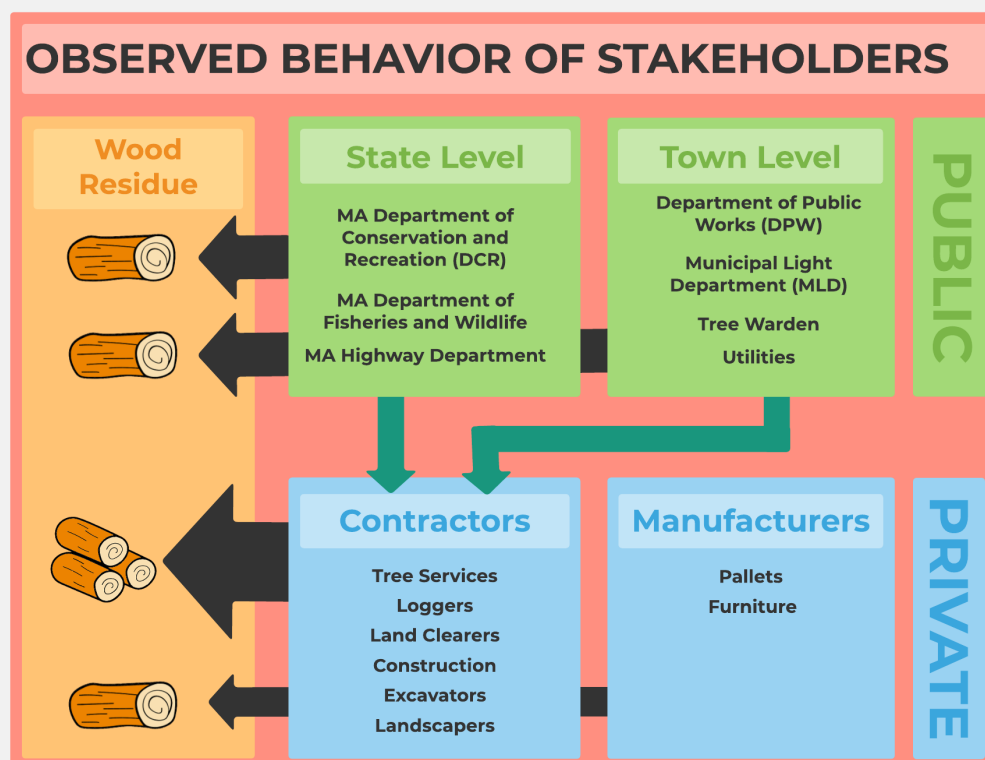 OBSERVED BEHAVIOR OF STAKEHOLDERS
Wood
Residue
State Level
MA Department of
Conservation and
Recreation (DCR)
MA Department of
Fisheries and Wildlife
MA Highway Department
Town Level
Department of Public
Works (DPW)
Municipal Light
Department (MLD)
Tree Warden
Utilities
PUBLIC
Contractors
Tree Services
Loggers
Land Clearers
Construction
Excavators
Landscapers
Manufacturers
Pallets
Furniture
PRIVATE